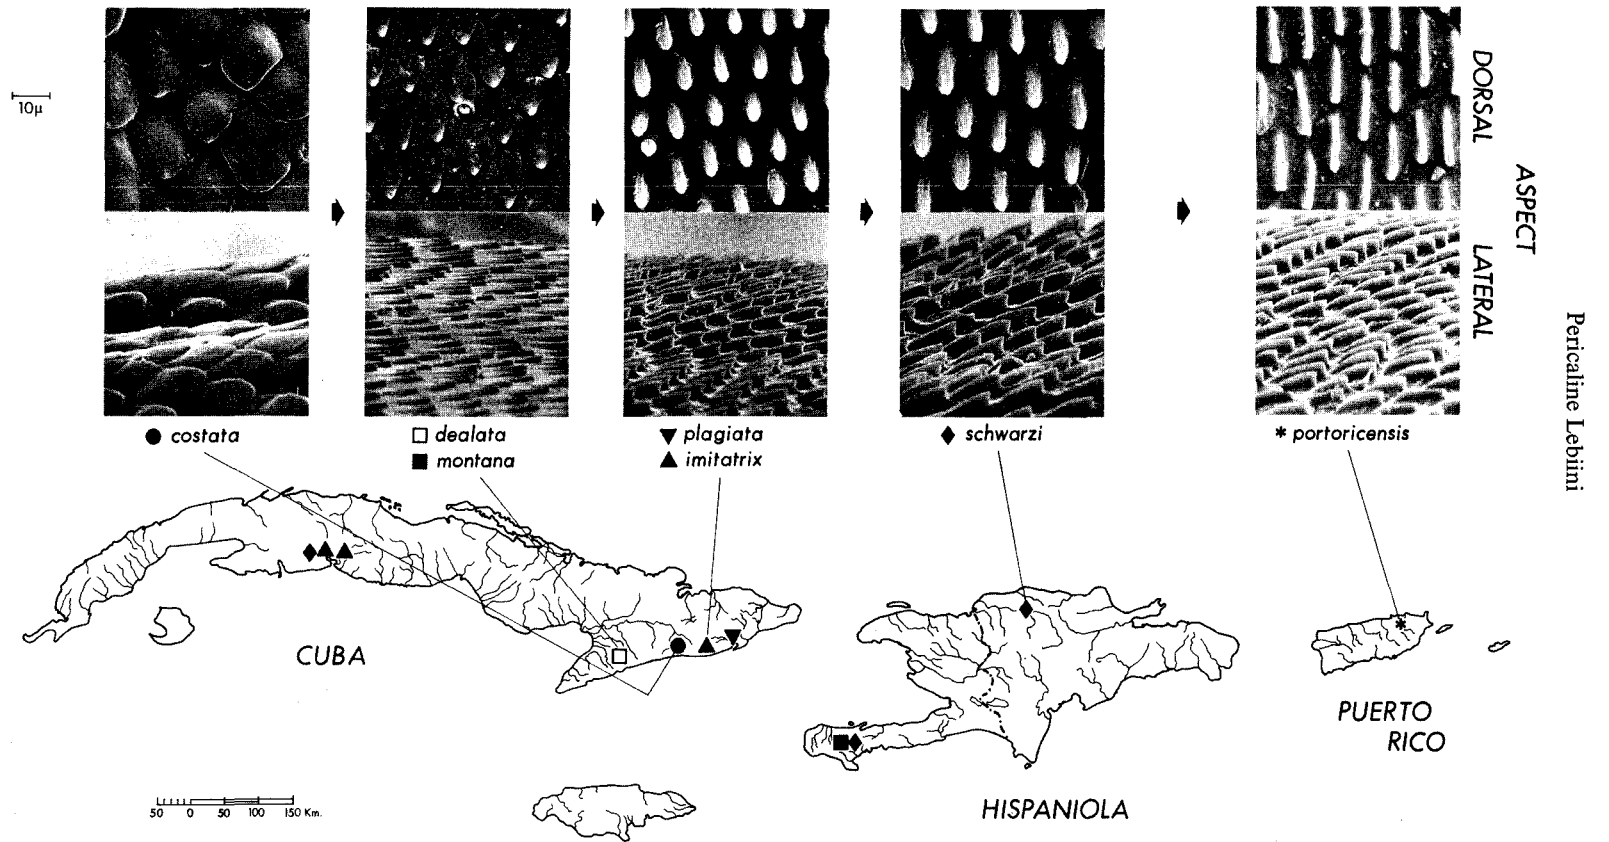 10μ
DORSAL
ASPECT
LATERAL
Pericaline Lebiini
costata
dealata
montana
plagiata
imitatrix
schwarzi
portoricensis
CUBA
HISPANIOLA
PUERTO
RICO
50 0 50 100 150 Km.